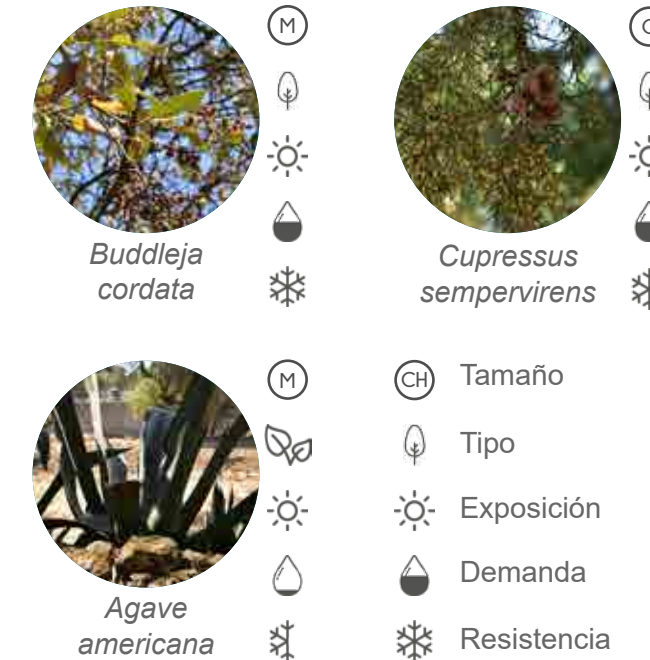 M
Buddleja
cordata
Cupressus
sempervirens
M
Agave
americana
CH Tamaño
Tipo
Exposición
Demanda
Resistencia